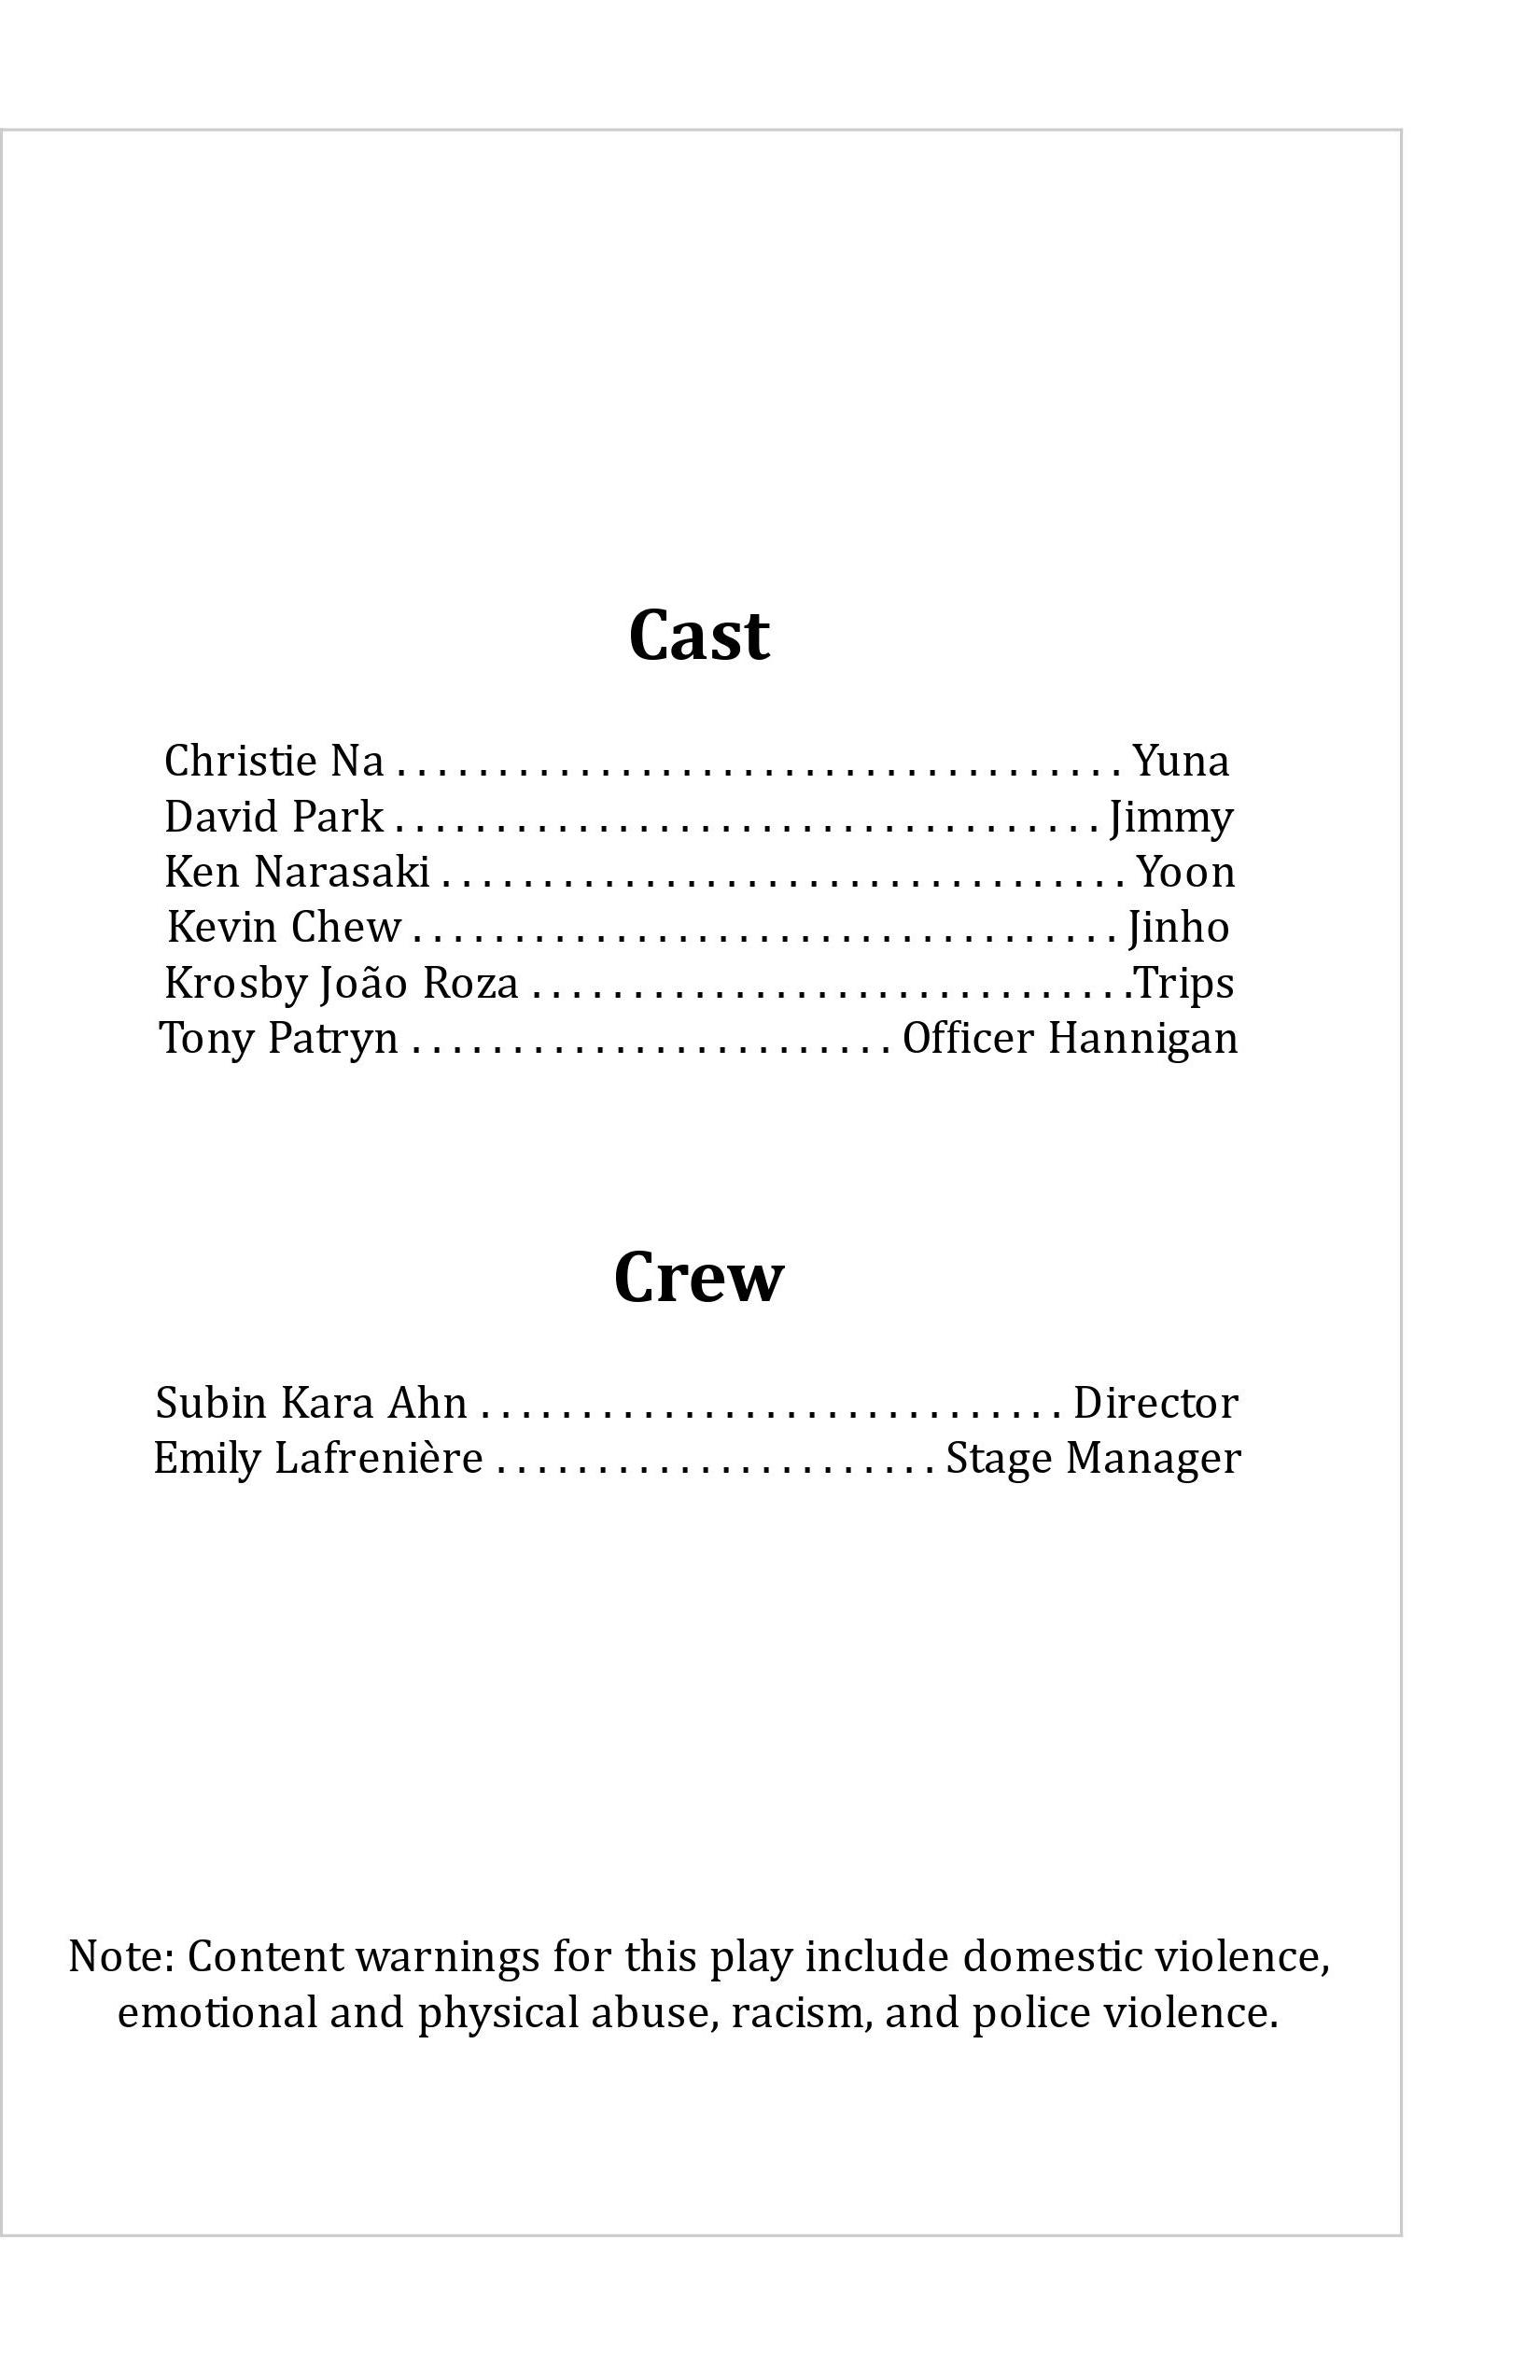 Cast
Christie Na . . . . . . . . . . . . . . . . . . . . . . . . . . . . . . . . . . . . Yuna
David Park . . . . . . . . . . . . . . . . . . . . . . . . . . . . . . . . . . . Jimmy
Ken Narasaki . . . . . . . . . . . . . . . . . . . . . . . . . . . . . . . . . . Yoon
Kevin Chew . . . . . . . . . . . . . . . . . . . . . . . . . . . . . . . . . . . Jinho
Krosby João Roza . . . . . . . . . . . . . . . . . . . . . . . . . . . . . .Trips
Tony Patryn . . . . . . . . . . . . . . . . . . . . . . . . Officer Hannigan
Crew
Subin Kara Ahn . . . . . . . . . . . . . . . . . . . . . . . . . . . . . Director
Emily Lafrenière . . . . . . . . . . . . . . . . . . . . . . Stage Manager
Note: Content warnings for this play include domestic violence,
emotional and physical abuse, racism, and police violence.